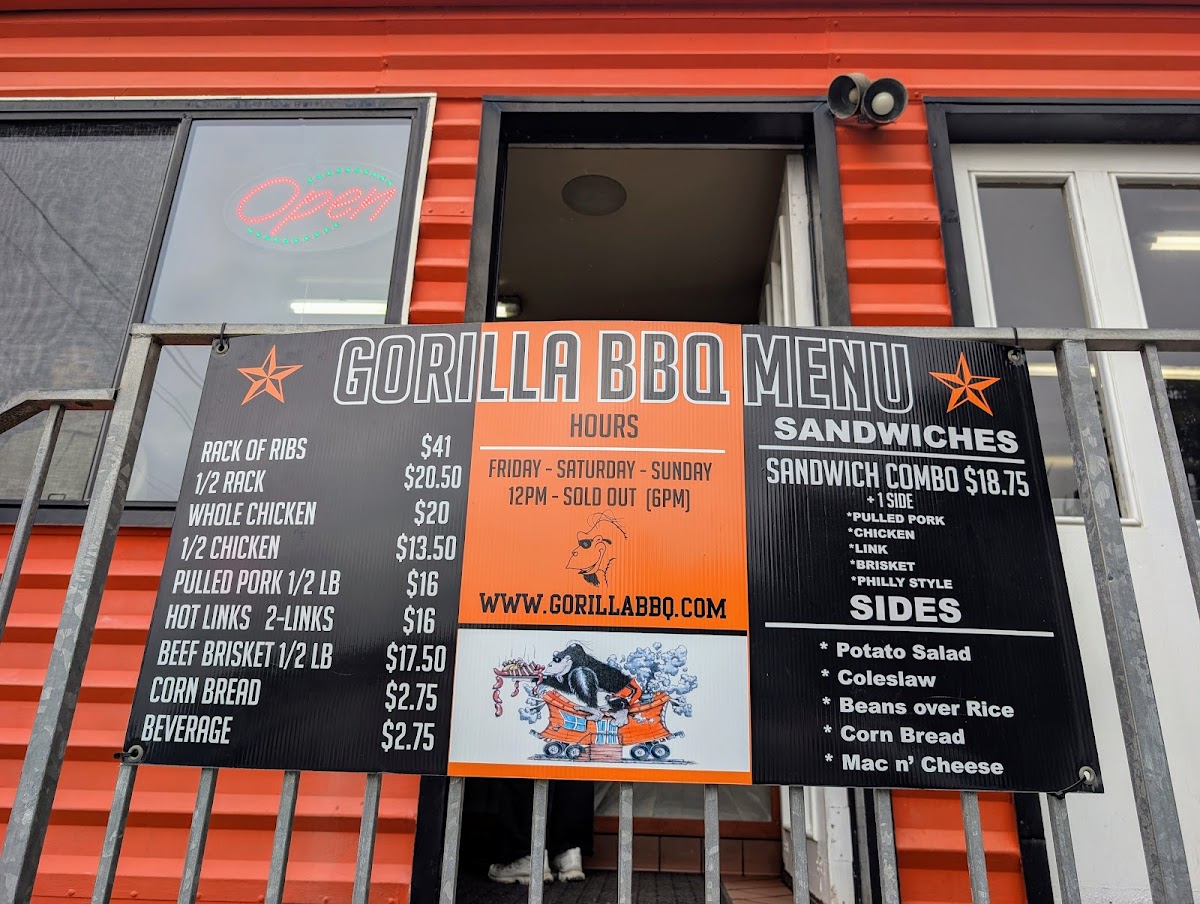 Open
GORILLA BBQ MENU
RACK OF RIBS $41
1/2 RACK $20.50
WHOLE CHICKEN $20
1/2 CHICKEN $13.50
PULLED PORK 1/2 LB $16
HOT LINKS 2-LINKS $16
BEEF BRISKET 1/2 LB $17.50
CORN BREAD $2.75
BEVERAGE $2.75
HOURS
FRIDAY - SATURDAY - SUNDAY
12PM - SOLD OUT (6PM)
WWW.GORILLABBQ.COM
SANDWICHES
SANDWICH COMBO $18.75
+ 1 SIDE
*PULLED PORK
*CHICKEN
*LINK
*BRISKET
*PHILLY STYLE
SIDES
* Potato Salad
* Coleslaw
* Beans over Rice
* Corn Bread
* Mac n' Cheese